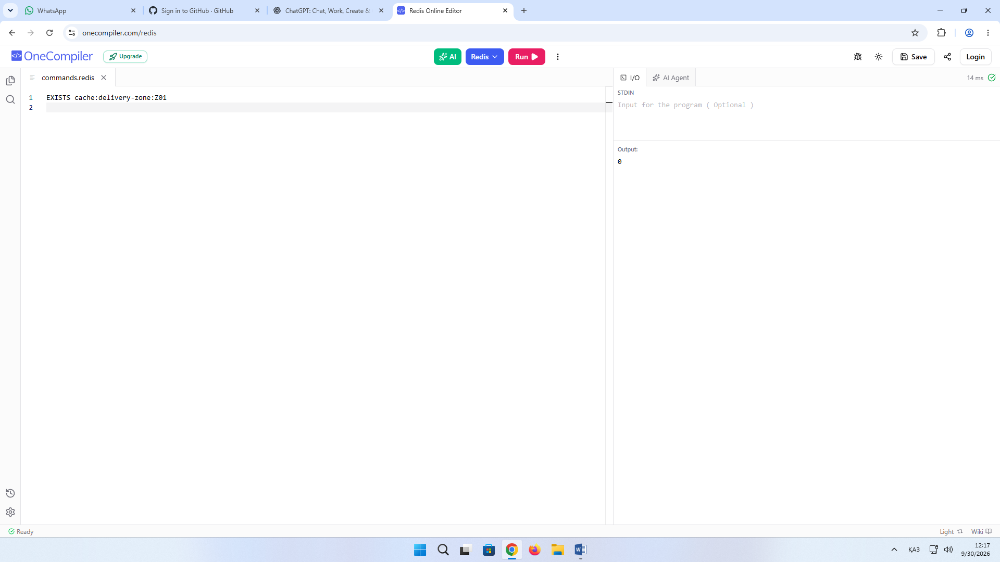 WhatsApp
Sign in to GitHub · GitHub
ChatGPT: Chat, Work, Create &
Redis Online Editor
onecompiler.com/redis
OneCompiler
Upgrade
AI
Redis
Run
Save
Login
commands.redis
I/O
AI Agent
14 ms
1 EXISTS cache:delivery-zone:Z01
2
STDIN
Input for the program ( Optional )
Output:
0
Ready
Light
Wiki
ҚАЗ
12:17
9/30/2026